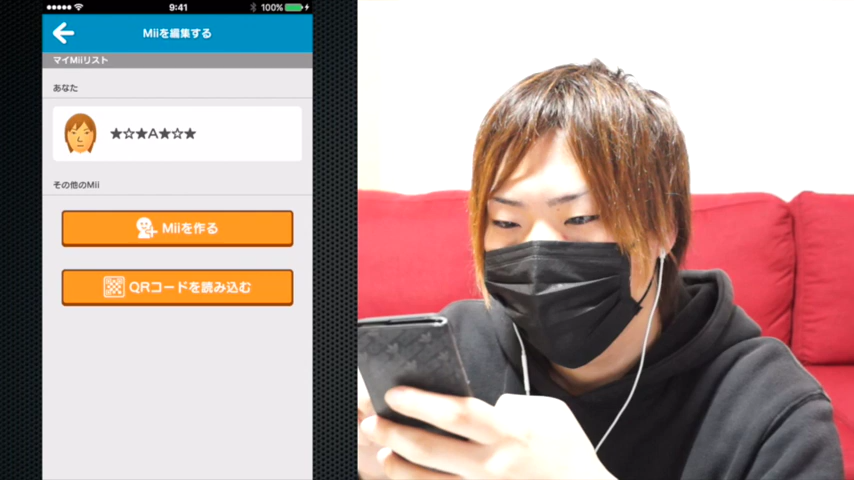 9:41
100%
Miiを編集する
マイMiiリスト
あなた
★☆★A★☆★
その他のMii
Miiを作る
QRコードを読み込む